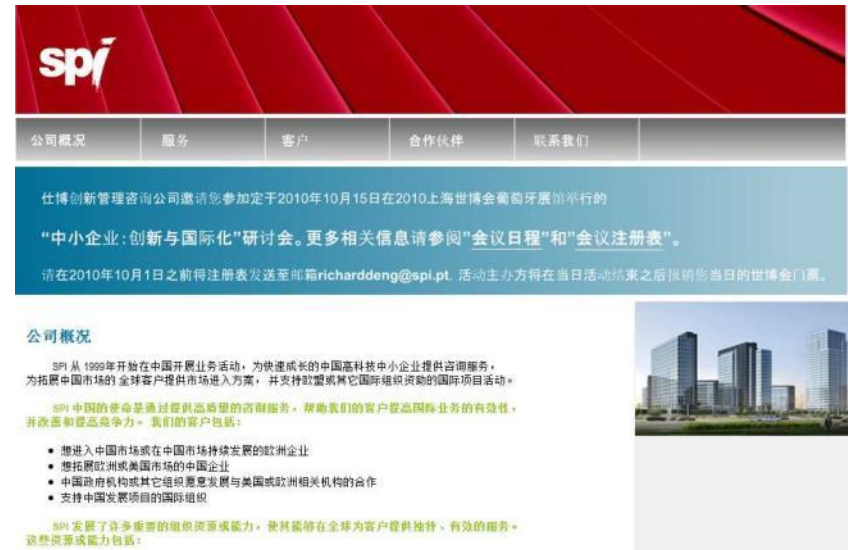 spi
公司概况 服务 客户 合作伙伴 联系我们
仕博创新管理咨询公司邀请您参加定于2010年10月15日在2010上海世博会葡萄牙展馆举行的
“中小企业:创新与国际化”研讨会。更多相关信息请参阅"会议日程"和"会议注册表"。
请在2010年10月1日之前将注册表发送至邮箱richarddeng@spi.pt. 活动主办方将在当日活动结束之后报销您当日的世博会门票。
公司概况
SPI 从 1999年开始在中国开展业务活动，为快速成长的中国高科技中小企业提供咨询服务，
为拓展中国市场的 全球客户提供市场进入方案， 并支持欧盟或其它国际组织资助的国际项目活动。
SPI 中国的使命是通过提供高质量的咨询服务，帮助我们的客户提高国际业务的有效性，
并改善和提高竞争力。 我们的客户包括：
• 想进入中国市场或在中国市场持续发展的欧洲企业
• 想拓展欧洲或美国市场的中国企业
• 中国政府机构或其它组织愿意发展与美国或欧洲相关机构的合作
• 支持中国发展项目的国际组织
SPI 发展了许多重要的组织资源或能力，使其能够在全球为客户提供独特、有效的服务。
这些资源或能力包括：